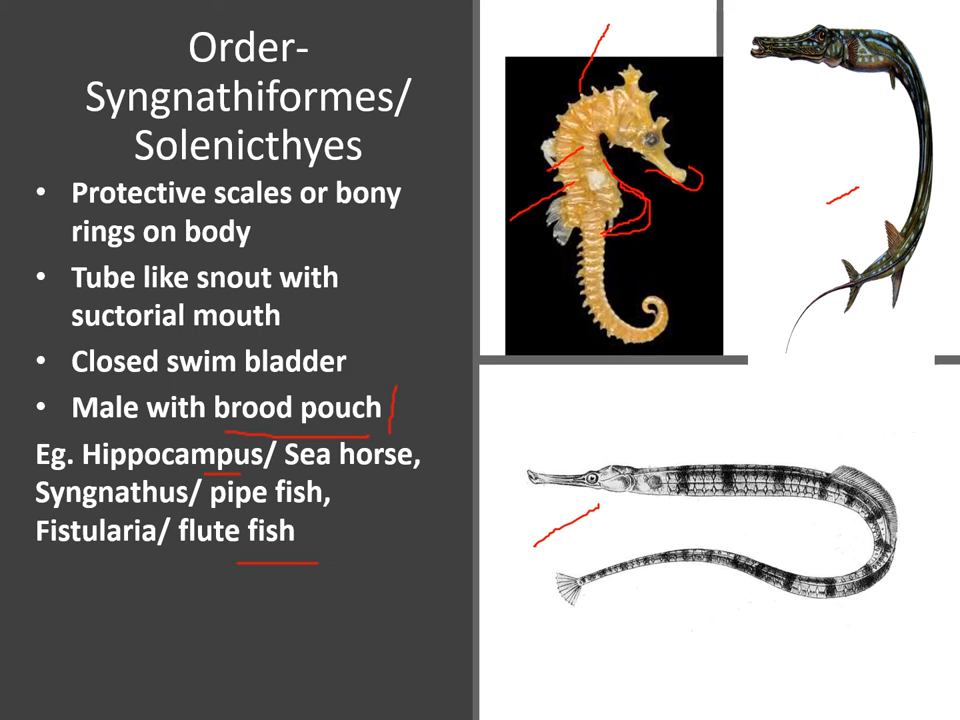 Order-
Syngnathiformes/
Solenicthyes
• Protective scales or bony
rings on body
• Tube like snout with
suctorial mouth
• Closed swim bladder
• Male with brood pouch
Eg. Hippocampus/ Sea horse,
Syngnathus/ pipe fish,
Fistularia/ flute fish